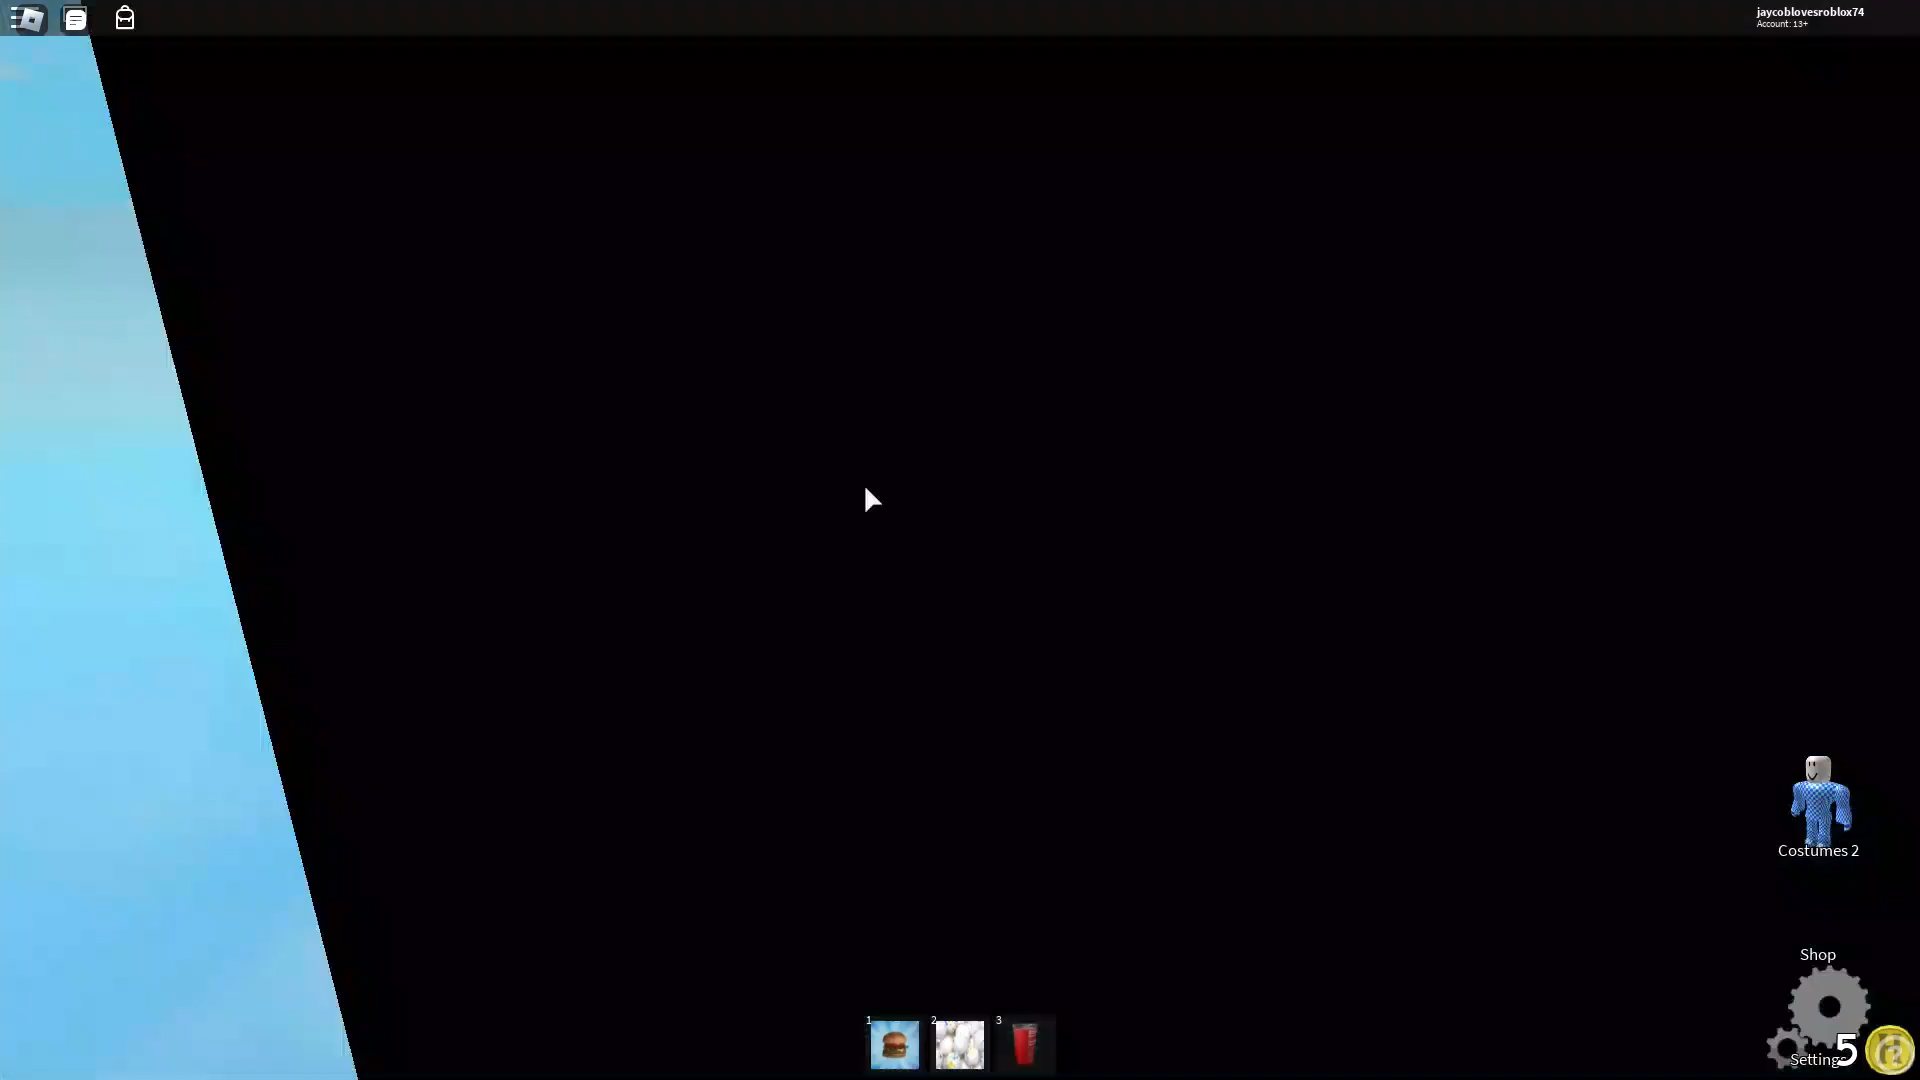 jaycoblovesroblox74
Account: 13+
Costumes 2
Shop
1
2
3
Settings
5